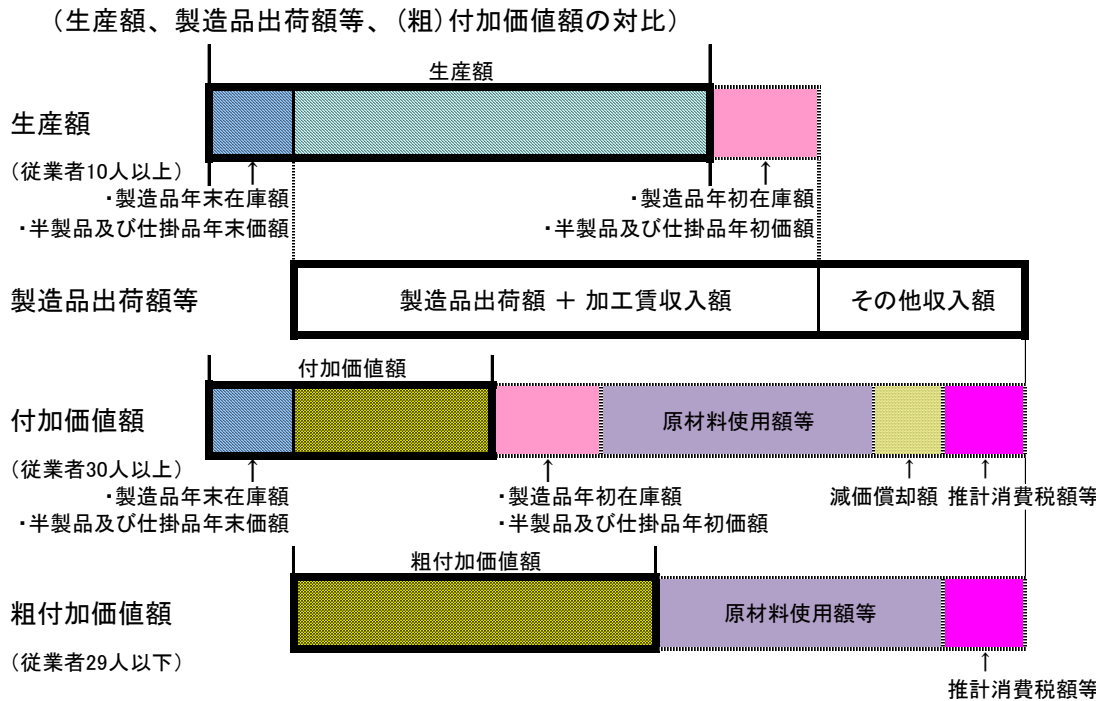 (生産額、製造品出荷額等、(粗)付加価値額の対比)
生産額
生産額
(従業者10人以上)
↑
↑
・製造品年末在庫額
・製造品年初在庫額
・半製品及び仕掛品年末価額
・半製品及び仕掛品年初価額
製造品出荷額等
製造品出荷額 + 加工賃収入額
その他収入額
付加価値額
付加価値額
原材料使用額等
(従業者30人以上)
↑
↑
↑
↑
・製造品年末在庫額
・製造品年初在庫額
減価償却額
推計消費税額等
・半製品及び仕掛品年末価額
・半製品及び仕掛品年初価額
粗付加価値額
粗付加価値額
原材料使用額等
(従業者29人以下)
↑
推計消費税額等